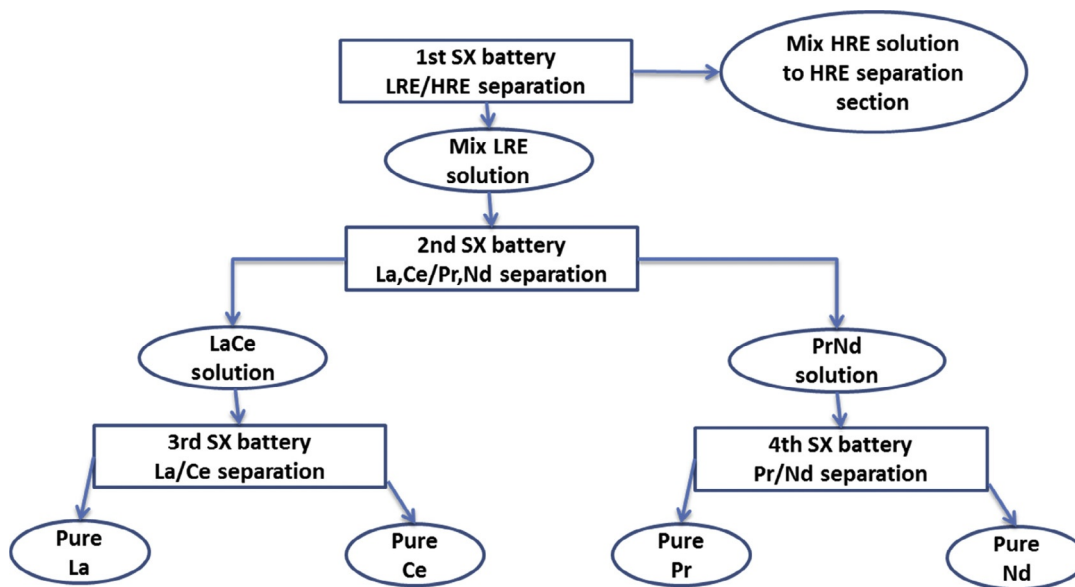 1st SX battery
LRE/HRE separation
Mix HRE solution
to HRE separation
section
Mix LRE
solution
2nd SX battery
La,Ce/Pr,Nd separation
LaCe
solution
PrNd
solution
3rd SX battery
La/Ce separation
4th SX battery
Pr/Nd separation
Pure
La
Pure
Ce
Pure
Pr
Pure
Nd